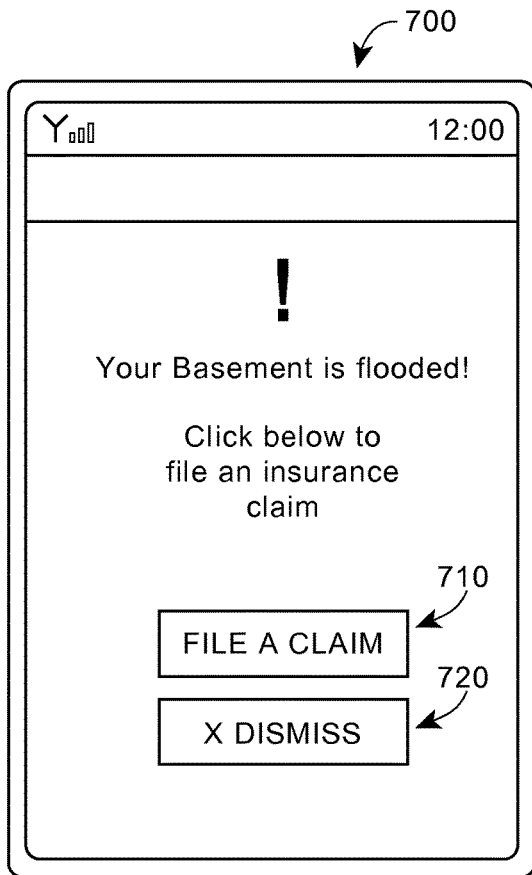 700
12:00
!
Your Basement is flooded!
Click below to
file an insurance
claim
710
FILE A CLAIM
720
X DISMISS